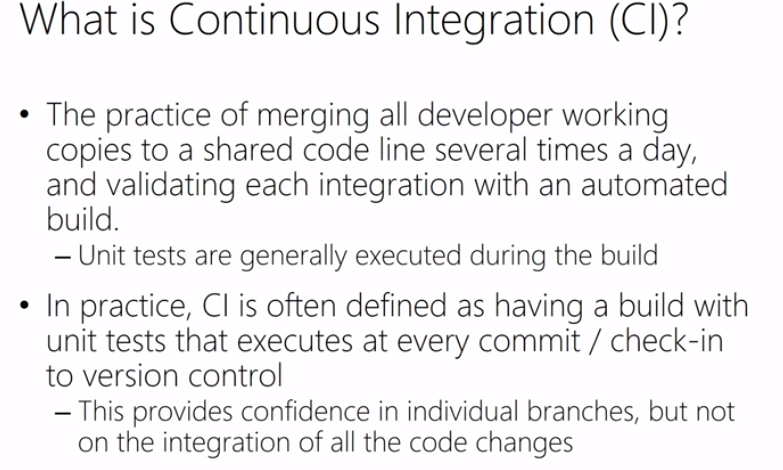 What is Continuous Integration (CI)?
• The practice of merging all developer working
copies to a shared code line several times a day,
and validating each integration with an automated
build.
– Unit tests are generally executed during the build
• In practice, CI is often defined as having a build with
unit tests that executes at every commit / check-in
to version control
– This provides confidence in individual branches, but not
on the integration of all the code changes